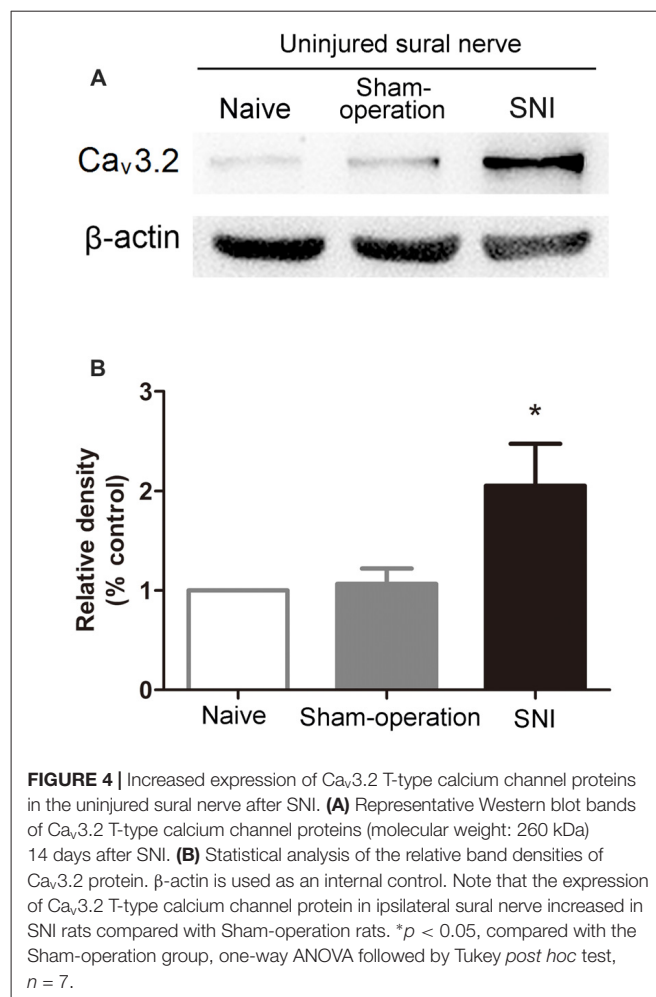 Uninjured sural nerve
A
Naive
Sham-
operation
SNI
Caᵥ3.2
β-actin
B
3
2
1
0
Relative density
(% control)
*
Naive
Sham-operation
SNI
FIGURE 4 | Increased expression of Caᵥ3.2 T-type calcium channel proteins
in the uninjured sural nerve after SNI. (A) Representative Western blot bands
of Caᵥ3.2 T-type calcium channel proteins (molecular weight: 260 kDa)
14 days after SNI. (B) Statistical analysis of the relative band densities of
Caᵥ3.2 protein. β-actin is used as an internal control. Note that the expression
of Caᵥ3.2 T-type calcium channel protein in ipsilateral sural nerve increased in
SNI rats compared with Sham-operation rats. *p < 0.05, compared with the
Sham-operation group, one-way ANOVA followed by Tukey post hoc test,
n = 7.